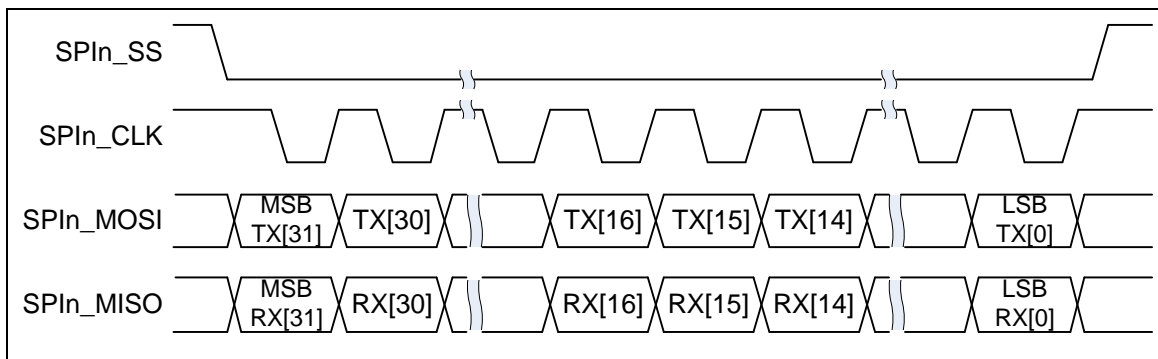 SPIn_SS
SPIn_CLK
SPIn_MOSI
MSB
TX[31]
TX[30]
TX[16]
TX[15]
TX[14]
LSB
TX[0]
SPIn_MISO
MSB
RX[31]
RX[30]
RX[16]
RX[15]
RX[14]
LSB
RX[0]